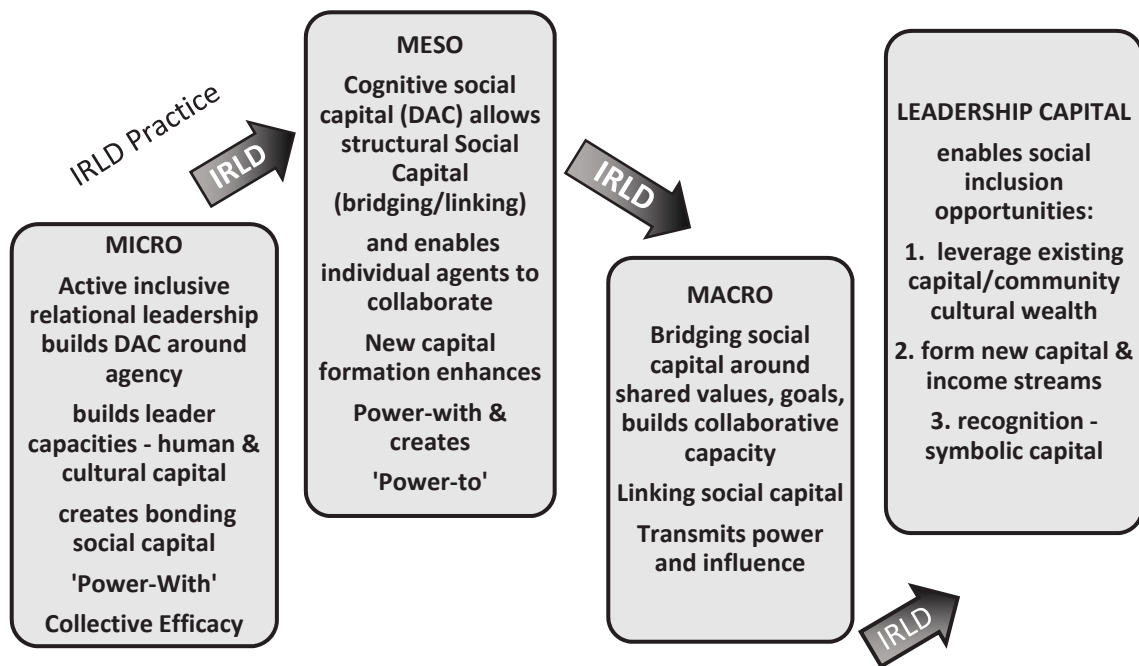 IRLD Practice
IRLD
MICRO
Active inclusive
relational leadership
builds DAC around
agency
builds leader
capacities - human &
cultural capital
creates bonding
social capital
'Power-With'
Collective Efficacy
MESO
Cognitive social
capital (DAC) allows
structural Social
Capital
(bridging/linking)
and enables
individual agents to
collaborate
New capital
formation enhances
Power-with &
creates
'Power-to'
IRLD
MACRO
Bridging social
capital around
shared values, goals,
builds collaborative
capacity
Linking social capital
Transmits power
and influence
IRLD
LEADERSHIP CAPITAL
enables social
inclusion
opportunities:
1. leverage existing
capital/community
cultural wealth
2. form new capital &
income streams
3. recognition -
symbolic capital